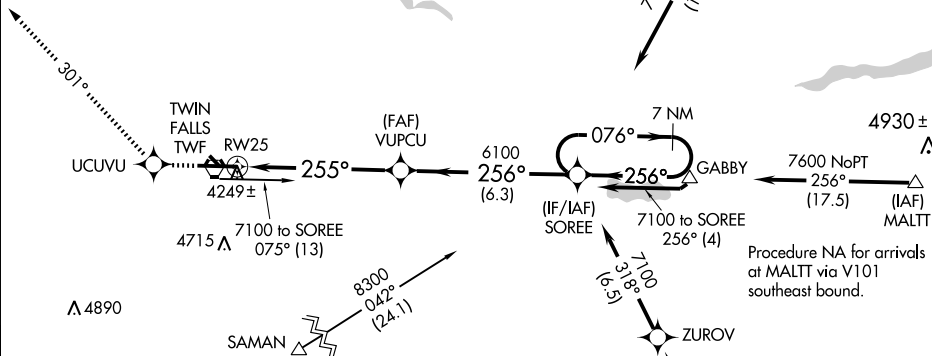 301°
TWIN
FALLS
TWF
RW25
UCUVU
4249±
255°
(FAF)
VUPCU
6100
256°
(6.3)
076°
7 NM
256°
GABBY
(IF/IAF)
SOREE
7100 to SOREE
256° (4)
4930±
7600 NoPT
256°
(17.5)
(IAF)
MALTT
Procedure NA for arrivals
at MALTT via V101
southeast bound.
7100 to SOREE
075° (13)
4715
4890
8300
042°
(24.1)
SAMAN
7100
318°
(6.5)
ZUROV